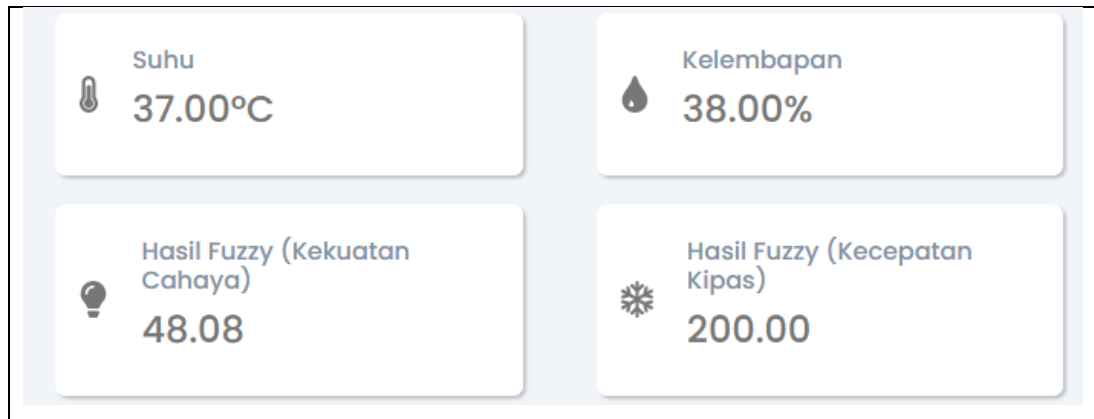 Suhu
37.00°C
Kelembapan
38.00%
Hasil Fuzzy (Kekuatan
Cahaya)
48.08
Hasil Fuzzy (Kecepatan
Kipas)
200.00